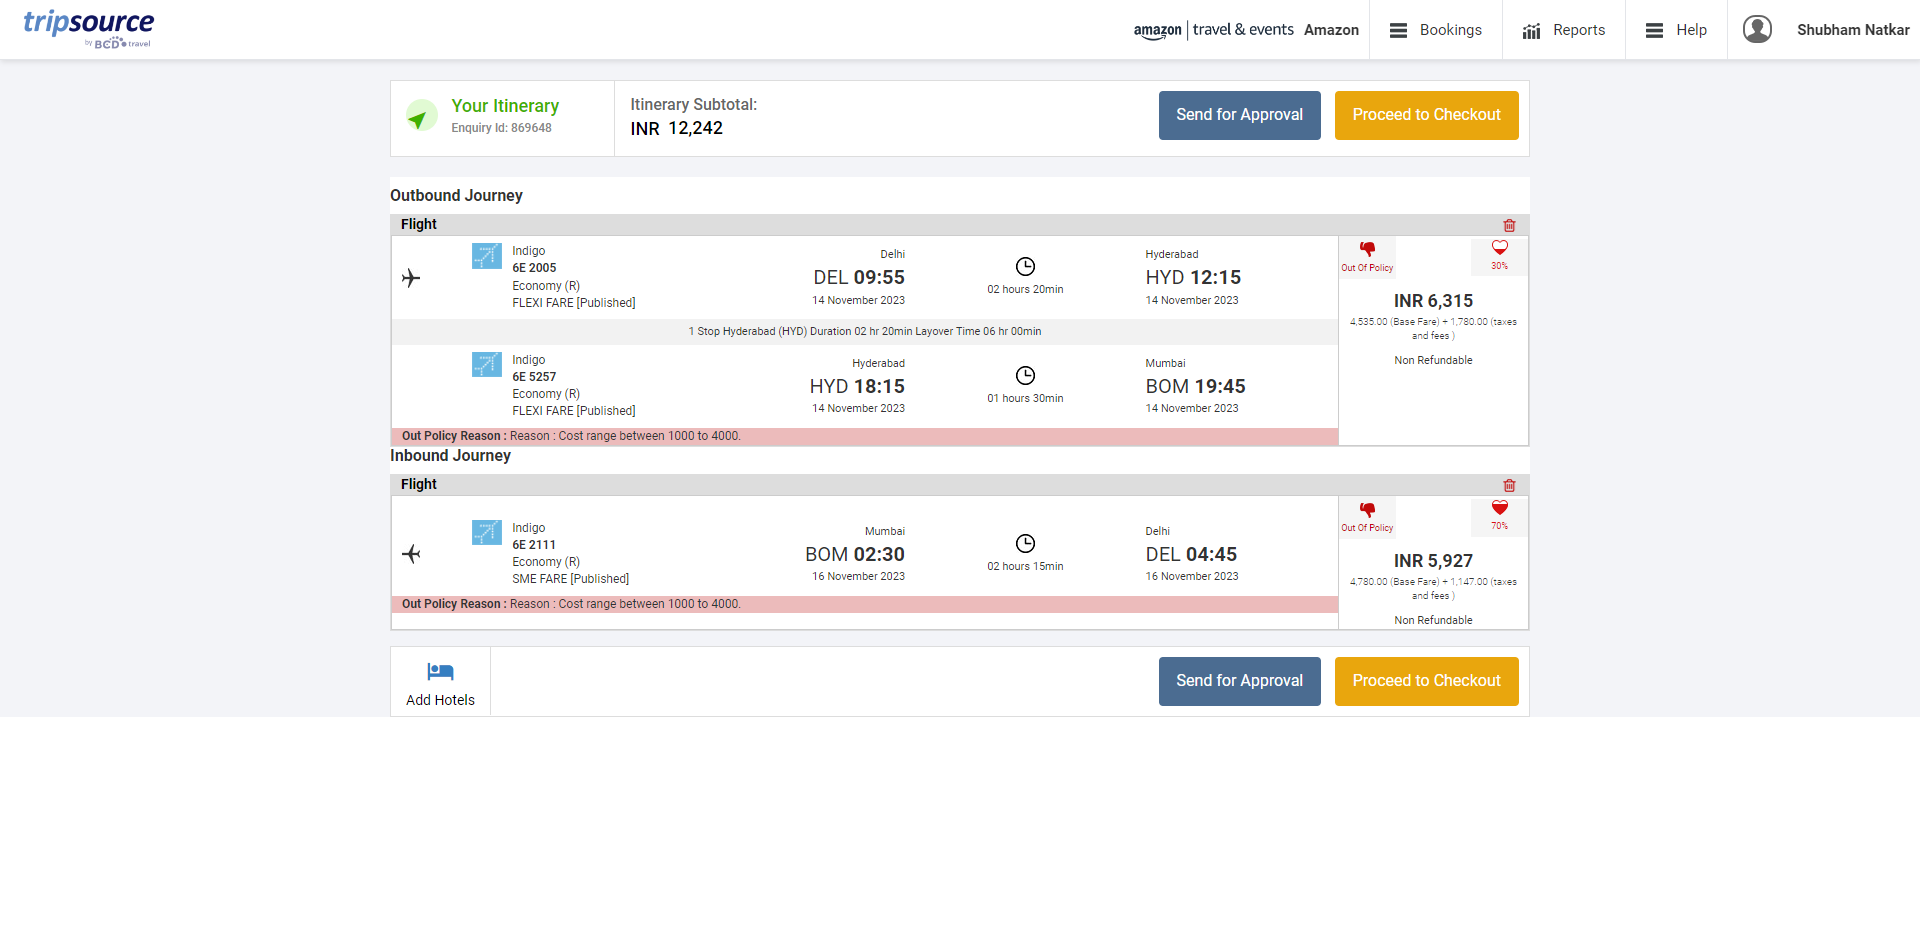 tripsource
by BCD travel
amazon | travel & events Amazon
Bookings
Reports
Help
Shubham Natkar
Your Itinerary
Enquiry Id: 869648
Itinerary Subtotal:
INR 12,242
Send for Approval
Proceed to Checkout
Outbound Journey
Flight
Indigo
6E 2005
Economy (R)
FLEXI FARE [Published]
Delhi
DEL 09:55
14 November 2023
02 hours 20min
Hyderabad
HYD 12:15
14 November 2023
Out Of Policy
30%
INR 6,315
4,535.00 (Base Fare) + 1,780.00 (taxes
and fees )
Non Refundable
1 Stop Hyderabad (HYD) Duration 02 hr 20min Layover Time 06 hr 00min
Indigo
6E 5257
Economy (R)
FLEXI FARE [Published]
Hyderabad
HYD 18:15
14 November 2023
01 hours 30min
Mumbai
BOM 19:45
14 November 2023
Out Policy Reason : Reason : Cost range between 1000 to 4000.
Inbound Journey
Flight
Indigo
6E 2111
Economy (R)
SME FARE [Published]
Mumbai
BOM 02:30
16 November 2023
02 hours 15min
Delhi
DEL 04:45
16 November 2023
Out Of Policy
70%
INR 5,927
4,780.00 (Base Fare) + 1,147.00 (taxes
and fees )
Non Refundable
Out Policy Reason : Reason : Cost range between 1000 to 4000.
Add Hotels
Send for Approval
Proceed to Checkout